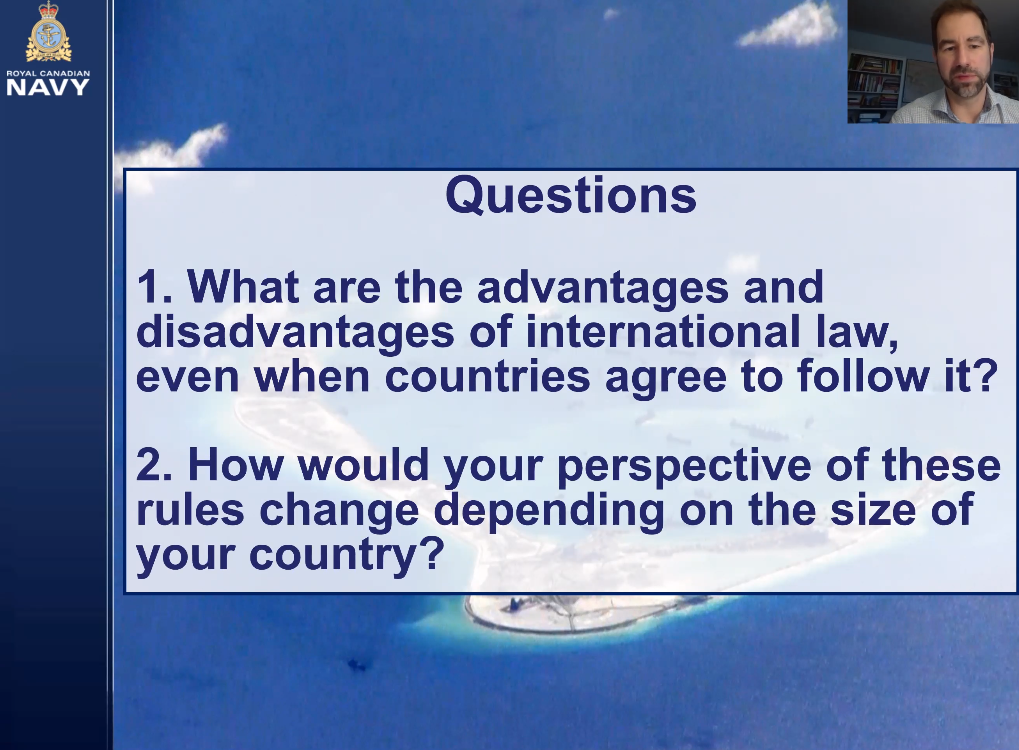 ROYAL CANADIAN
NAVY
Questions
1. What are the advantages and
disadvantages of international law,
even when countries agree to follow it?
2. How would your perspective of these
rules change depending on the size of
your country?